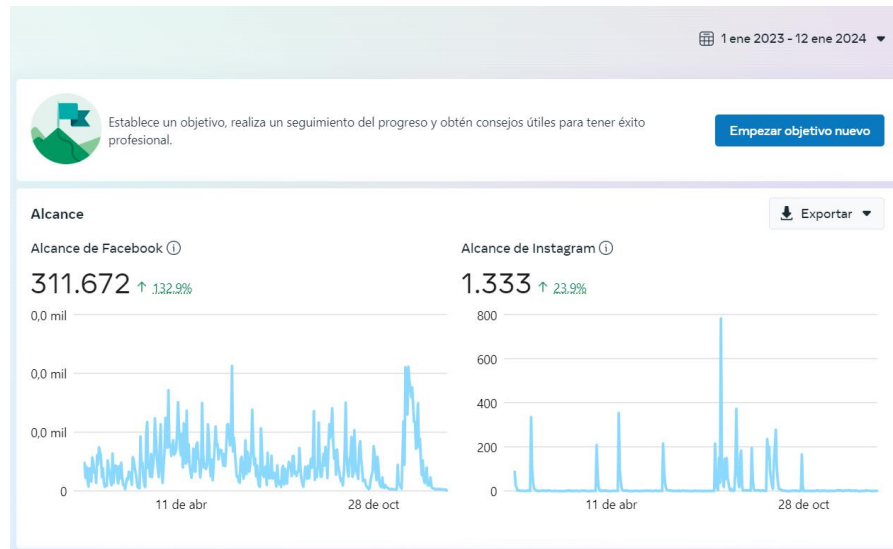 1 ene 2023 - 12 ene 2024
Establece un objetivo, realiza un seguimiento del progreso y obtén consejos útiles para tener éxito
profesional.
Empezar objetivo nuevo
Alcance
Exportar
Alcance de Facebook
311.672 ↑ 132.9%
0,0 mil
0,0 mil
0,0 mil
0
11 de abr
28 de oct
Alcance de Instagram
1.333 ↑ 23.9%
800
600
400
200
0
11 de abr
28 de oct